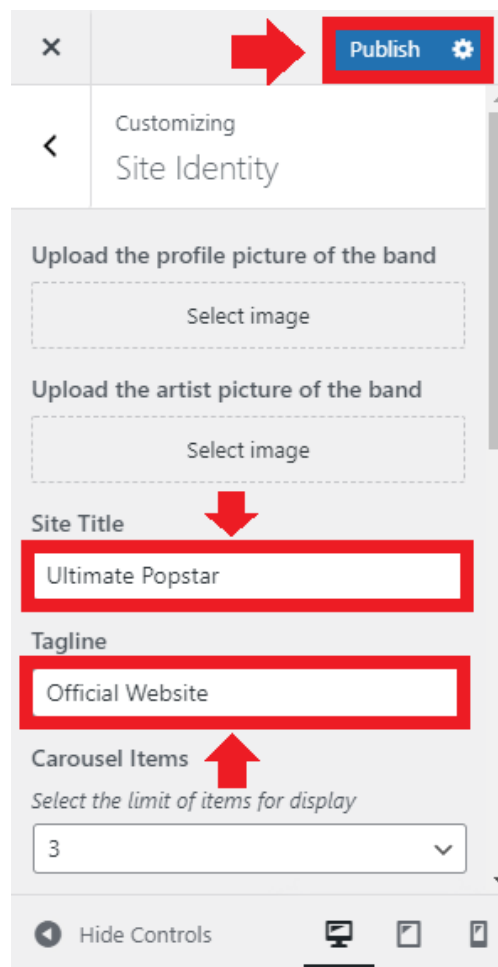 Publish
Customizing
Site Identity
Upload the profile picture of the band
Select image
Upload the artist picture of the band
Select image
Site Title
Ultimate Popstar
Tagline
Official Website
Carousel Items
Select the limit of items for display
3
Hide Controls